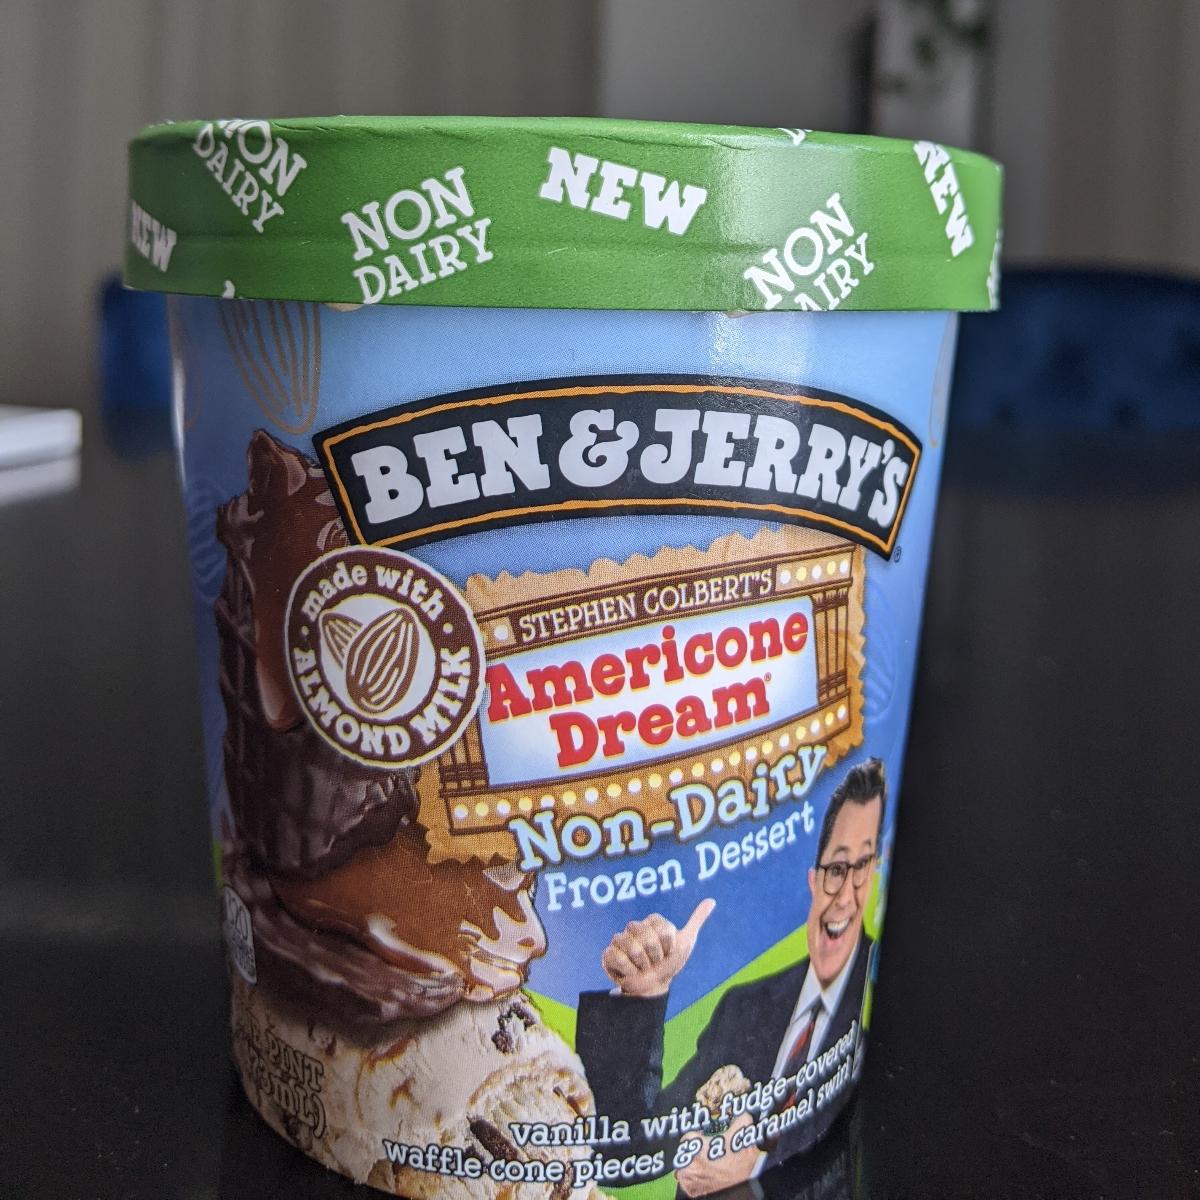 NON
DAIRY
NEW
NON
DAIRY
NEW
NON
DAIRY
NEW
BEN & JERRY'S®
made with
ALMOND MILK
STEPHEN COLBERT'S
Americone
Dream®
Non-Dairy
Frozen Dessert
PINT
vanilla with fudge-covered
waffle cone pieces & a caramel swirl